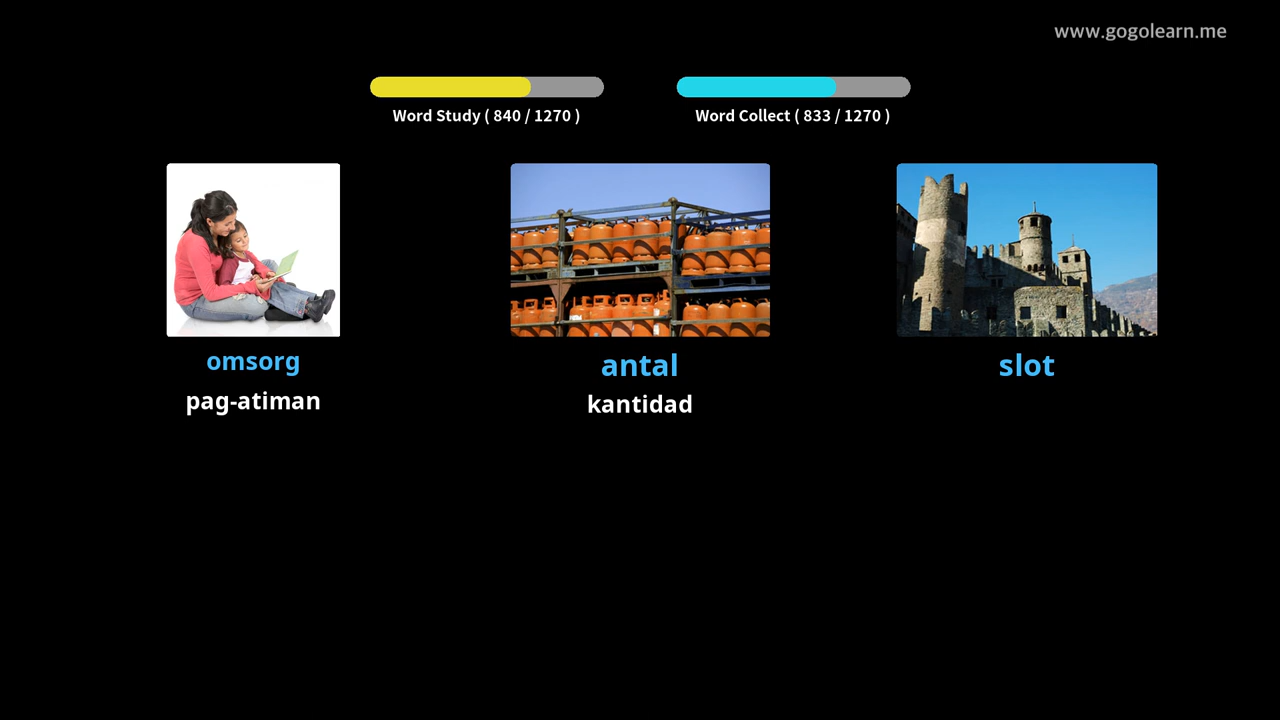 www.gogolearn.me
Word Study ( 840 / 1270 )
Word Collect ( 833 / 1270 )
omsorg
antal
slot
pag-atiman
kantidad